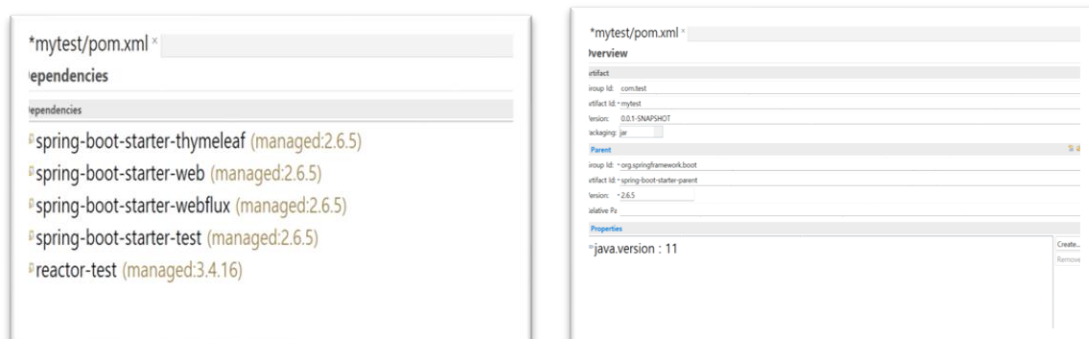 *mytest/pom.xml
ependencies
ependencies
spring-boot-starter-thymeleaf (managed:2.6.5)
spring-boot-starter-web (managed:2.6.5)
spring-boot-starter-webflux (managed:2.6.5)
spring-boot-starter-test (managed:2.6.5)
reactor-test (managed:3.4.16)
*mytest/pom.xml
Overview
rtifact
iroup Id: com.test
rtifact Id:* mytest
Version: 0.0.1-SNAPSHOT
ackaging: jar
Parent
iroup Id:* org.springframework.boot
rtifact Id:* spring-boot-starter-parent
Version:* 2.6.5
elative Pa
Properties
java.version : 11
Create...
Remove